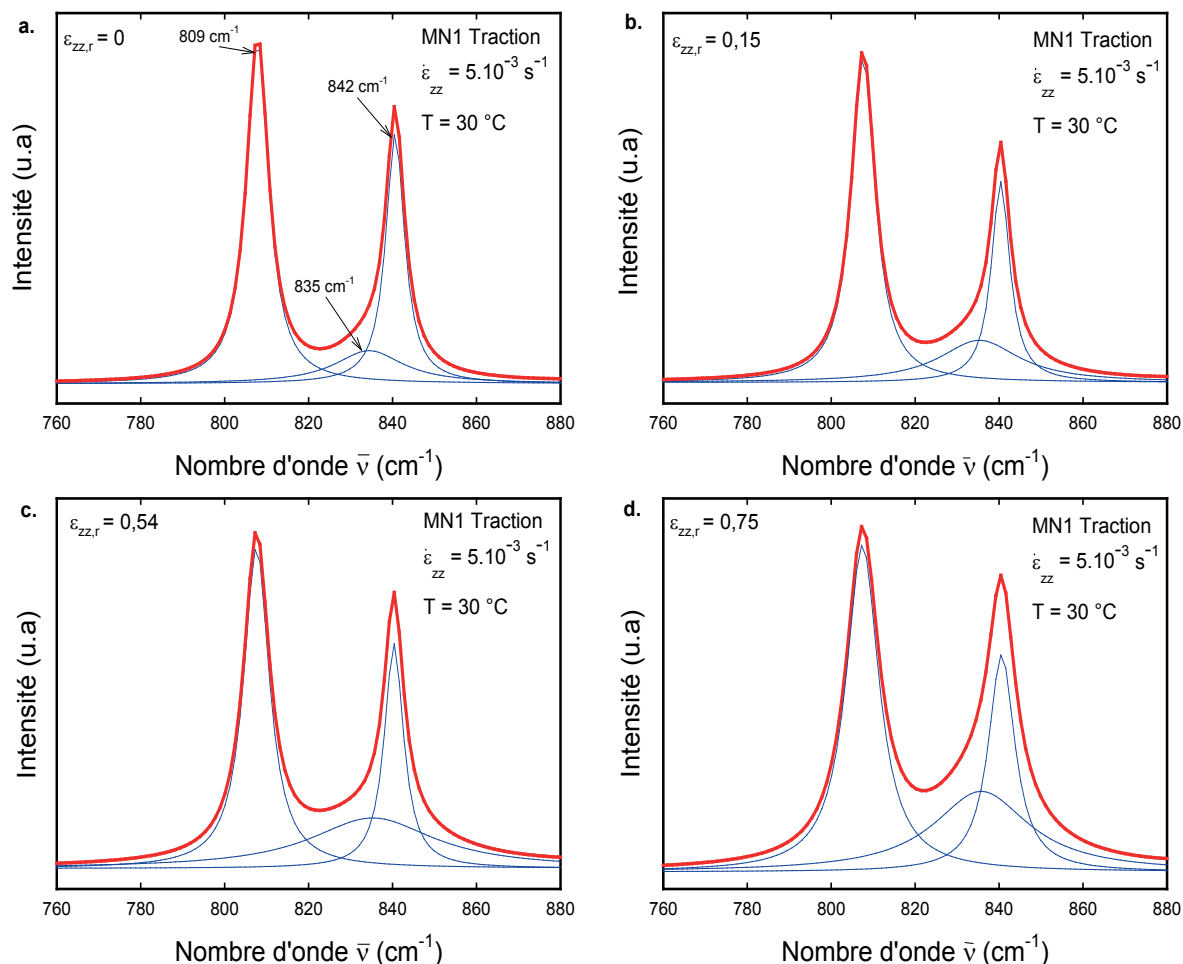 a.
ε_zz,r = 0
809 cm⁻¹
842 cm⁻¹
835 cm⁻¹
MN1 Traction
ε̇_zz = 5.10⁻³ s⁻¹
T = 30 °C
Intensité (u.a)
760 780 800 820 840 860 880
Nombre d'onde ν̄ (cm⁻¹)
b.
ε_zz,r = 0,15
MN1 Traction
ε̇_zz = 5.10⁻³ s⁻¹
T = 30 °C
Intensité (u.a)
760 780 800 820 840 860 880
Nombre d'onde ν̄ (cm⁻¹)
c.
ε_zz,r = 0,54
MN1 Traction
ε̇_zz = 5.10⁻³ s⁻¹
T = 30 °C
Intensité (u.a)
760 780 800 820 840 860 880
Nombre d'onde ν̄ (cm⁻¹)
d.
ε_zz,r = 0,75
MN1 Traction
ε̇_zz = 5.10⁻³ s⁻¹
T = 30 °C
Intensité (u.a)
760 780 800 820 840 860 880
Nombre d'onde ν̄ (cm⁻¹)